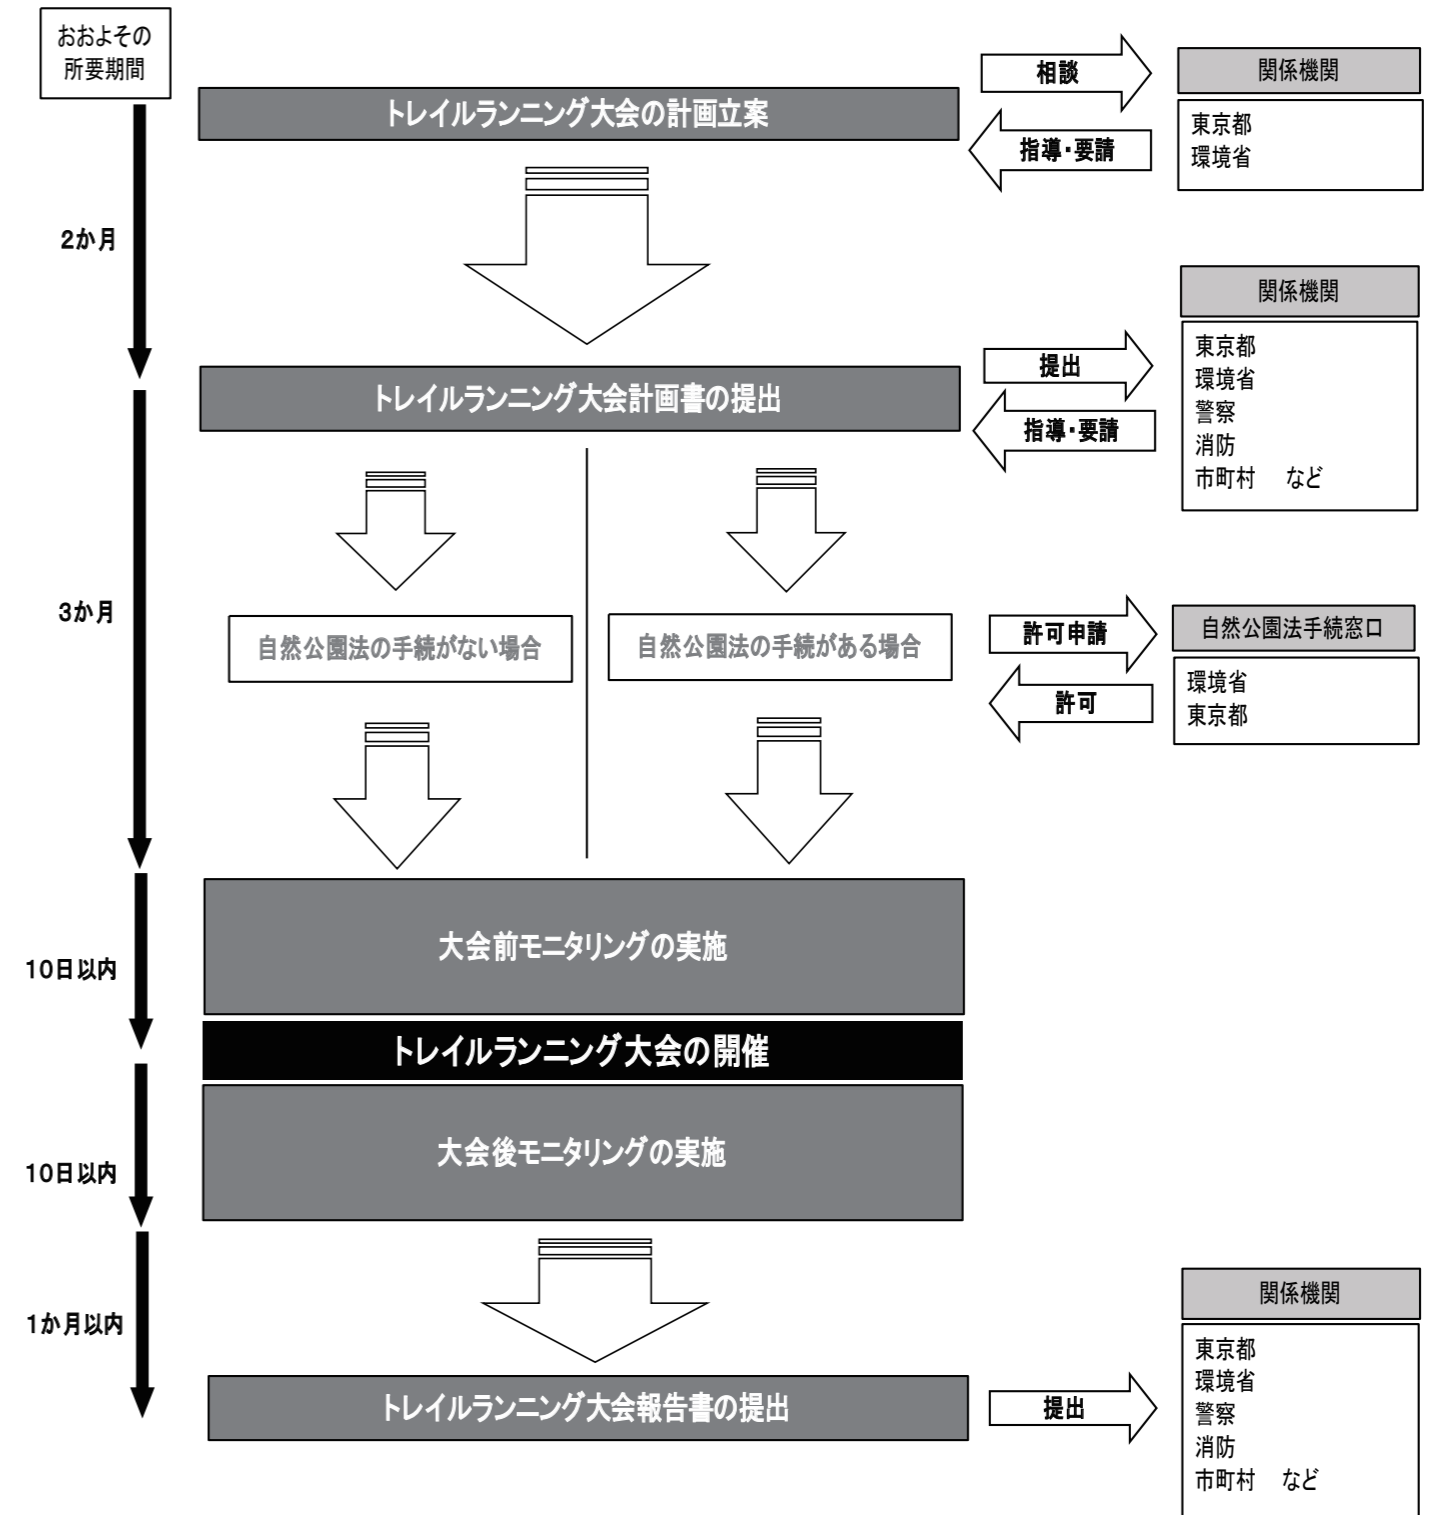 おおよその
所要期間
トレイルランニング大会の計画立案
相談
指導・要請
関係機関
東京都
環境省
2か月
トレイルランニング大会計画書の提出
提出
指導・要請
関係機関
東京都
環境省
警察
消防
市町村 など
3か月
自然公園法の手続がない場合
自然公園法の手続がある場合
許可申請
許可
自然公園法手続窓口
環境省
東京都
10日以内
大会前モニタリングの実施
トレイルランニング大会の開催
10日以内
大会後モニタリングの実施
1か月以内
トレイルランニング大会報告書の提出
提出
関係機関
東京都
環境省
警察
消防
市町村 など